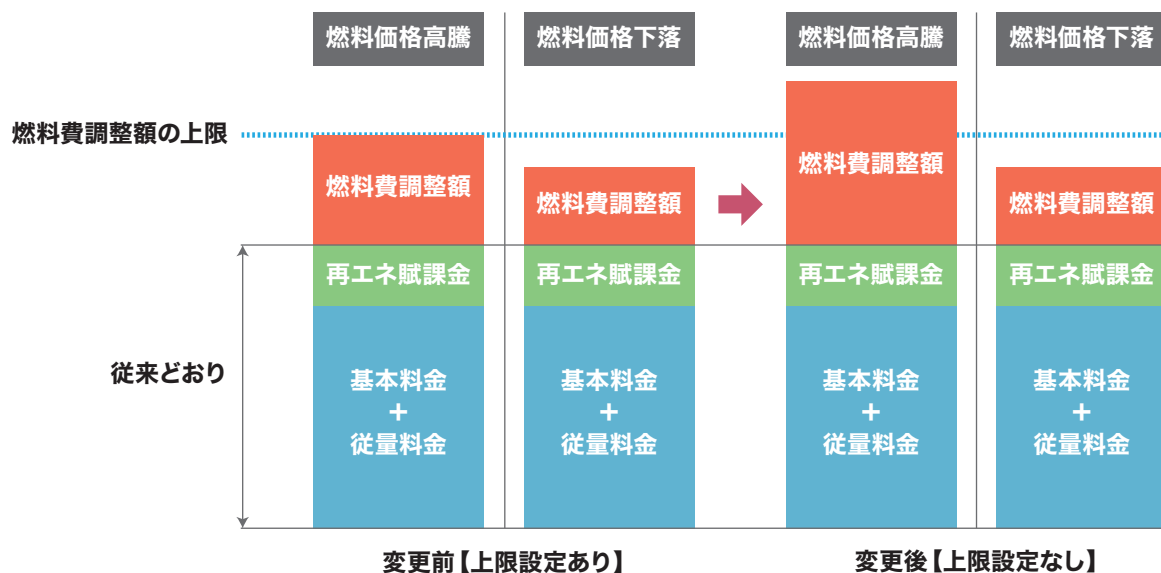 燃料価格高騰
燃料価格下落
燃料価格高騰
燃料価格下落
燃料費調整額の上限
燃料費調整額
燃料費調整額
燃料費調整額
燃料費調整額
再エネ賦課金
再エネ賦課金
再エネ賦課金
再エネ賦課金
従来どおり
基本料金
+
従量料金
基本料金
+
従量料金
基本料金
+
従量料金
基本料金
+
従量料金
変更前【上限設定あり】
変更後【上限設定なし】